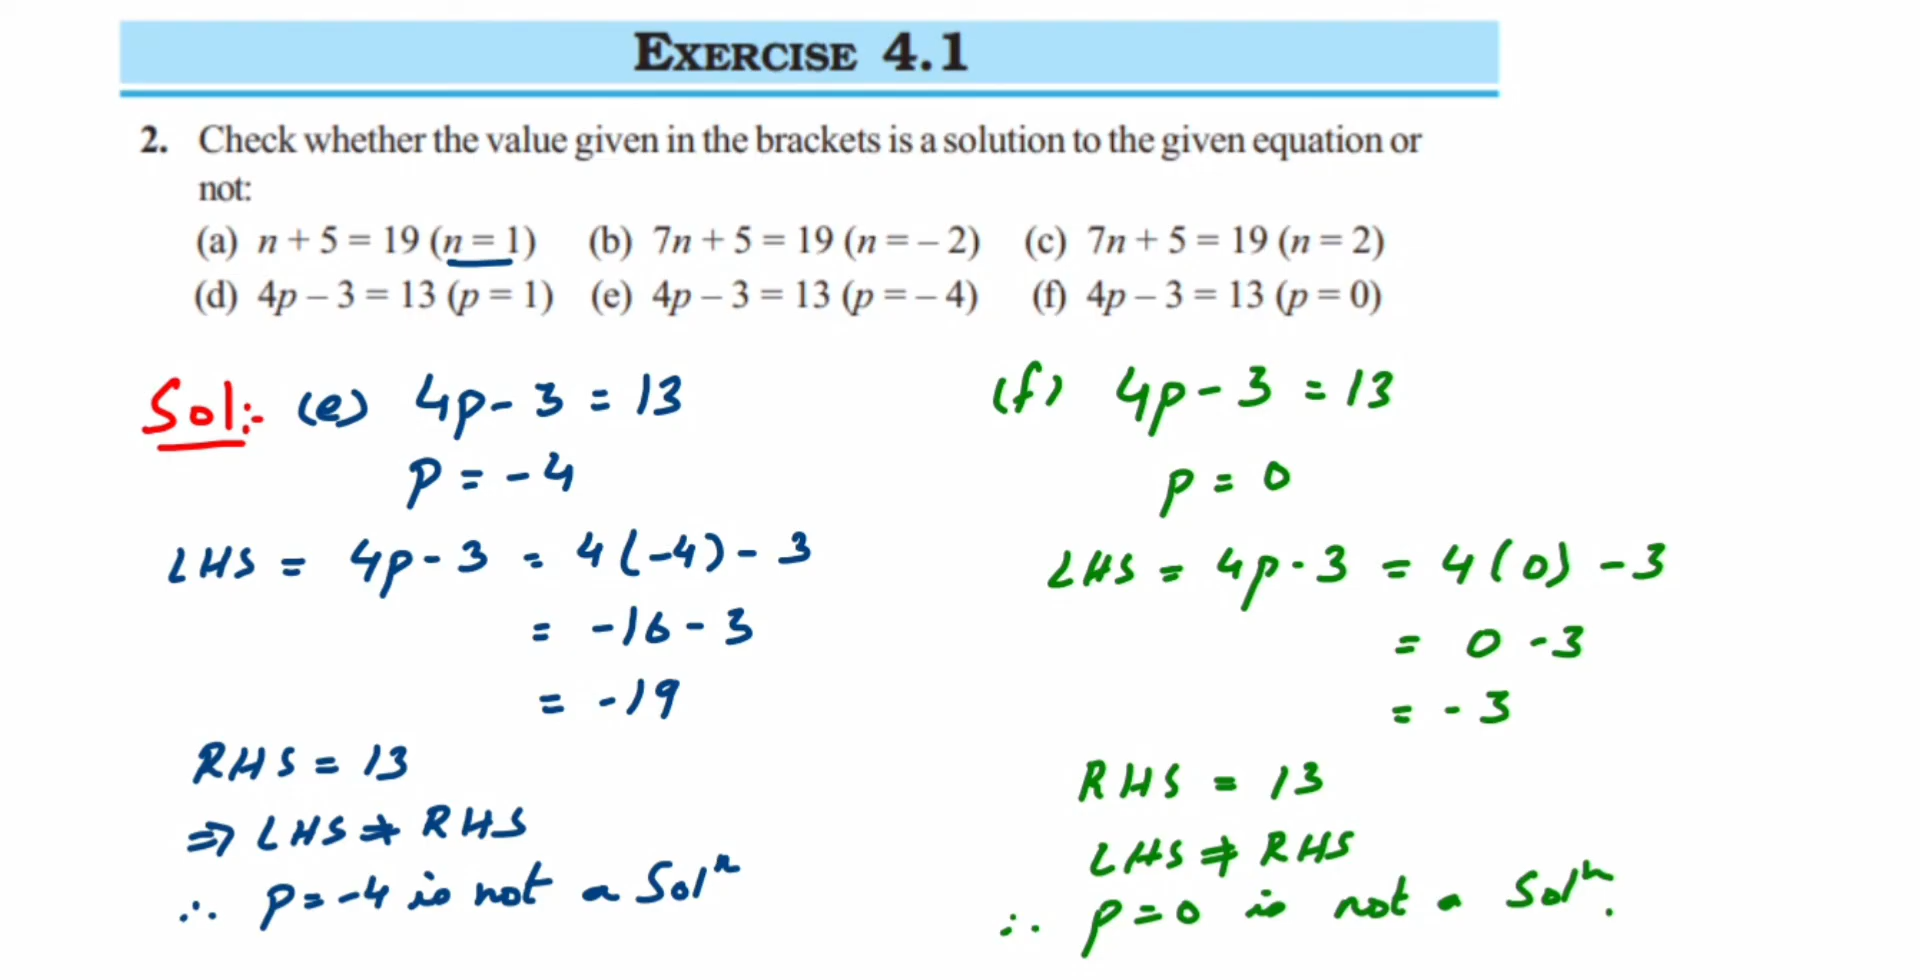 EXERCISE 4.1
2. Check whether the value given in the brackets is a solution to the given equation or
not:
(a) n + 5 = 19 (n = 1) (b) 7n + 5 = 19 (n = – 2) (c) 7n + 5 = 19 (n = 2)
(d) 4p – 3 = 13 (p = 1) (e) 4p – 3 = 13 (p = – 4) (f) 4p – 3 = 13 (p = 0)
Sol:- (e) 4p - 3 = 13
p = -4
LHS = 4p - 3 = 4(-4) - 3
= -16 - 3
= -19
RHS = 13
⇒ LHS ≠ RHS
∴ p = -4 is not a Solⁿ
(f) 4p - 3 = 13
p = 0
LHS = 4p - 3 = 4(0) - 3
= 0 - 3
= -3
RHS = 13
LHS ≠ RHS
∴ p = 0 is not a Solⁿ.